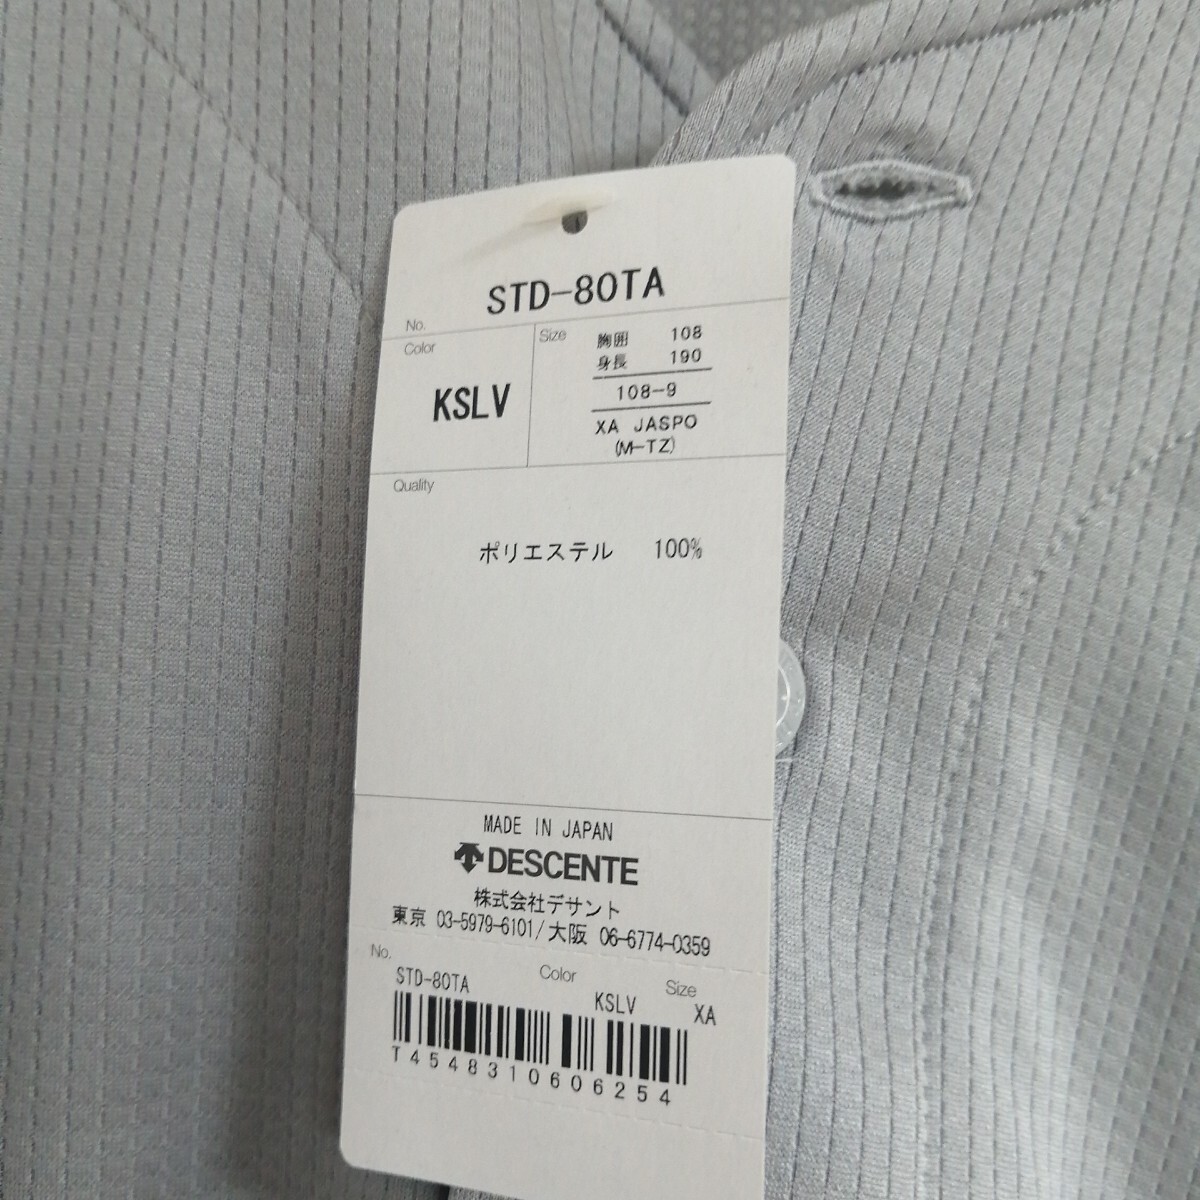 STD-80TA
No.
Color
KSLV
Size
胸囲 108
身長 190
108-9
XA JASPO
(M-TZ)
Quality
ポリエステル 100%
MADE IN JAPAN
DESCENTE
株式会社デサント
東京 03-5979-6101/大阪 06-6774-0359
No.
STD-80TA
Color
KSLV
Size
XA
T4548310606254